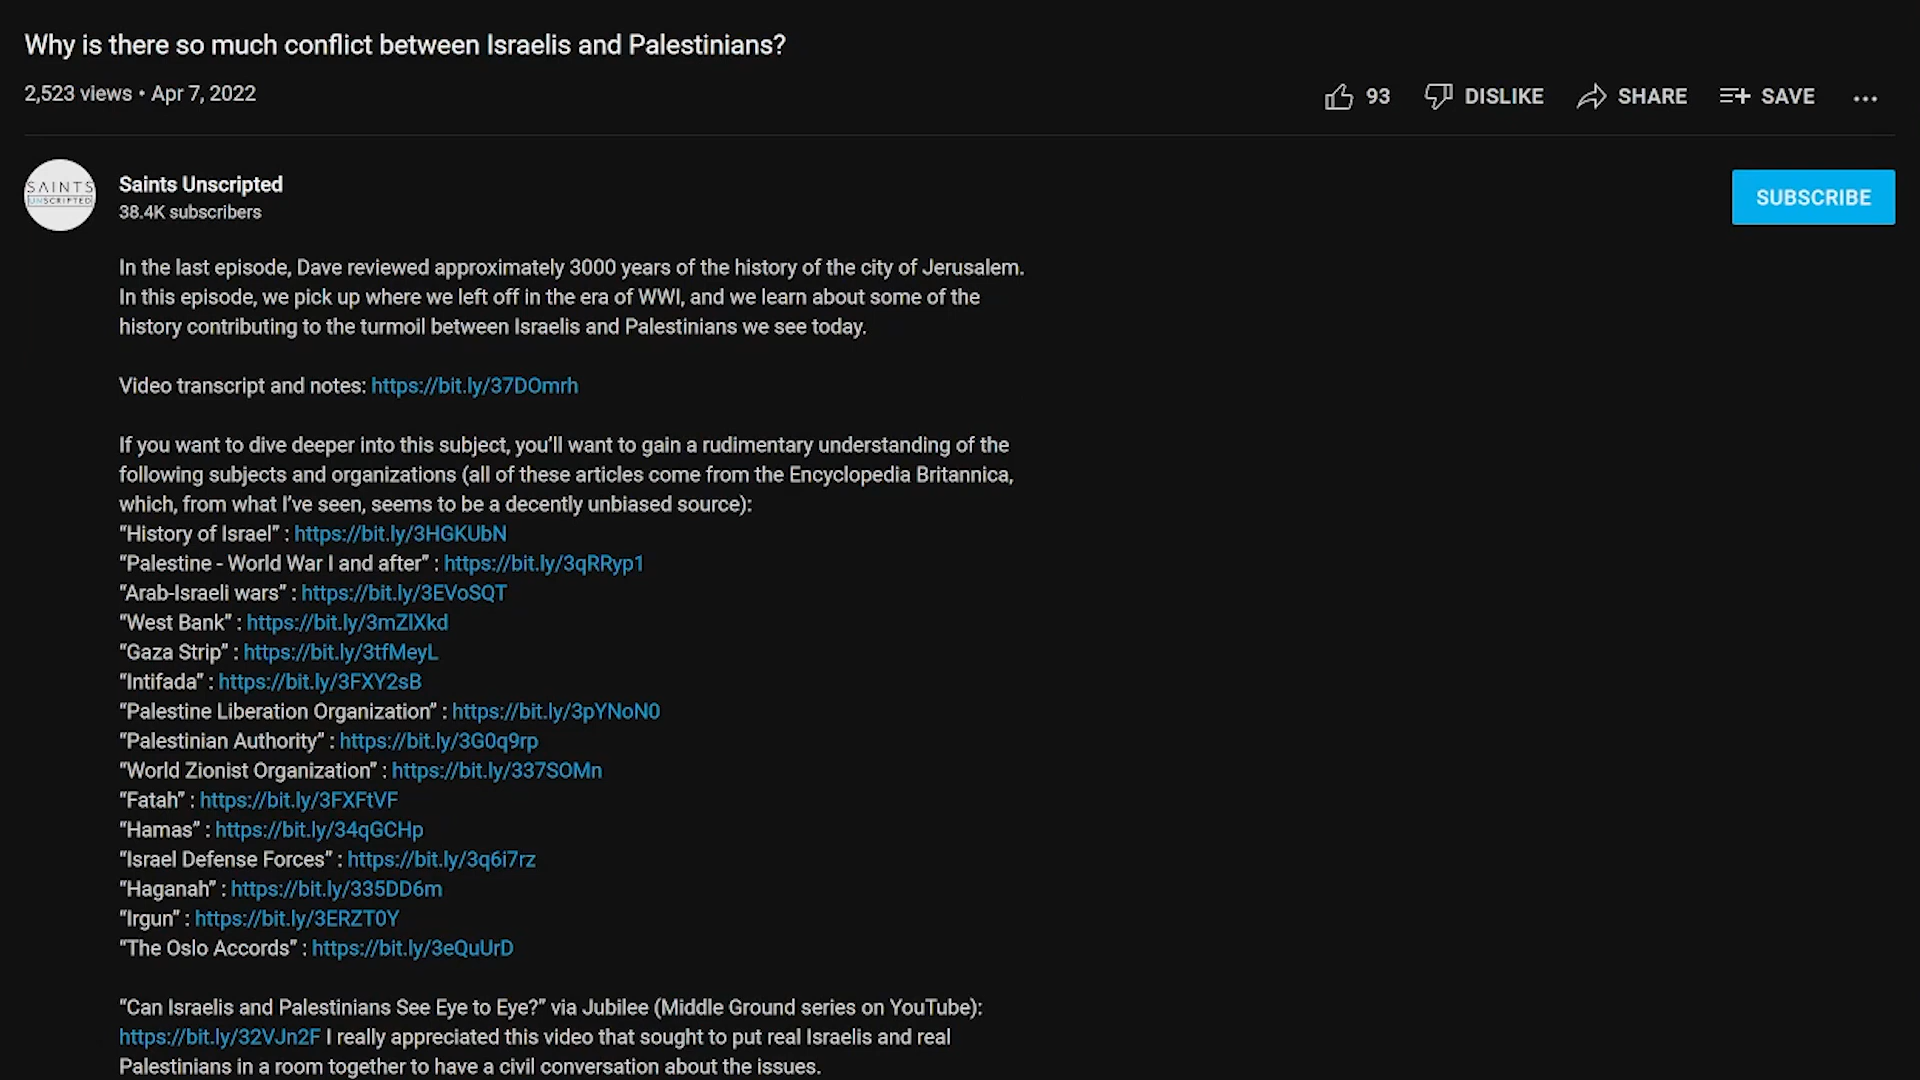 Why is there so much conflict between Israelis and Palestinians?
2,523 views • Apr 7, 2022
93 DISLIKE SHARE SAVE ...
SAINTS
UNSCRIPTED
Saints Unscripted
38.4K subscribers
SUBSCRIBE
In the last episode, Dave reviewed approximately 3000 years of the history of the city of Jerusalem.
In this episode, we pick up where we left off in the era of WWI, and we learn about some of the
history contributing to the turmoil between Israelis and Palestinians we see today.
Video transcript and notes: https://bit.ly/37DOmrh
If you want to dive deeper into this subject, you’ll want to gain a rudimentary understanding of the
following subjects and organizations (all of these articles come from the Encyclopedia Britannica,
which, from what I’ve seen, seems to be a decently unbiased source):
“History of Israel” : https://bit.ly/3HGKUbN
“Palestine - World War I and after” : https://bit.ly/3qRRyp1
“Arab-Israeli wars” : https://bit.ly/3EVoSQT
“West Bank” : https://bit.ly/3mZlXkd
“Gaza Strip” : https://bit.ly/3tfMeyL
“Intifada” : https://bit.ly/3FXY2sB
“Palestine Liberation Organization” : https://bit.ly/3pYNoN0
“Palestinian Authority” : https://bit.ly/3G0q9rp
“World Zionist Organization” : https://bit.ly/337SOMn
“Fatah” : https://bit.ly/3FXFtVF
“Hamas” : https://bit.ly/34qGCHp
“Israel Defense Forces” : https://bit.ly/3q6i7rz
“Haganah” : https://bit.ly/335DD6m
“Irgun” : https://bit.ly/3ERZT0Y
“The Oslo Accords” : https://bit.ly/3eQuUrD
“Can Israelis and Palestinians See Eye to Eye?” via Jubilee (Middle Ground series on YouTube):
https://bit.ly/32VJn2F I really appreciated this video that sought to put real Israelis and real
Palestinians in a room together to have a civil conversation about the issues.